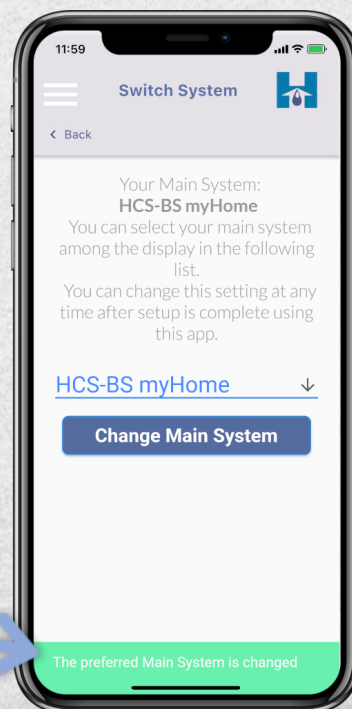 11:59
Switch System
Back
Your Main System:
HCS-BS myHome
You can select your main system
among the display in the following
list.
You can change this setting at any
time after setup is complete using
this app.
HCS-BS myHome
Change Main System
The preferred Main System is changed